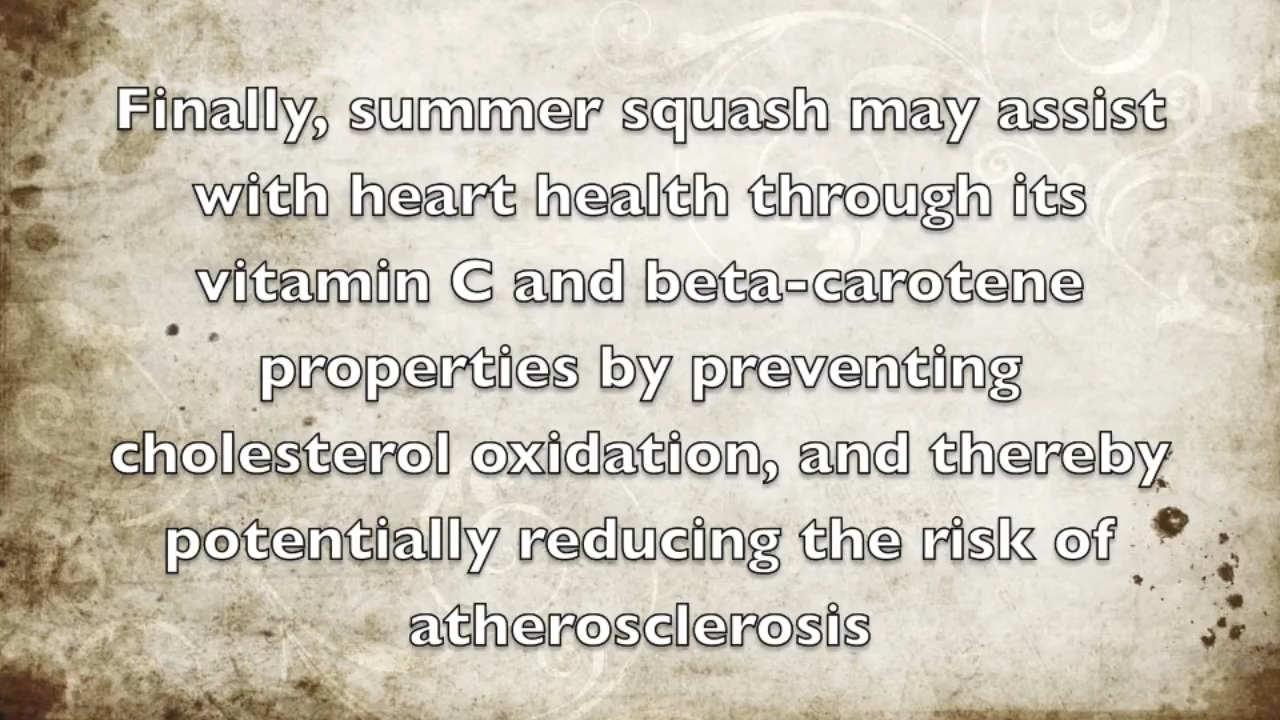 Finally, summer squash may assist
with heart health through its
vitamin C and beta-carotene
properties by preventing
cholesterol oxidation, and thereby
potentially reducing the risk of
atherosclerosis